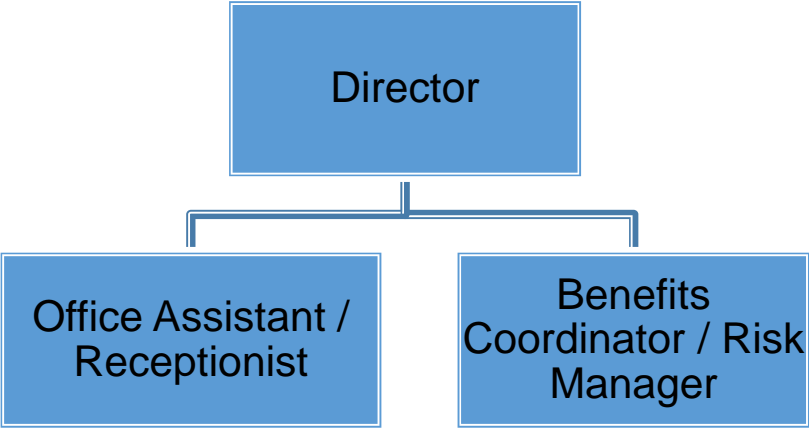 Director
Office Assistant /
Receptionist
Benefits
Coordinator / Risk
Manager